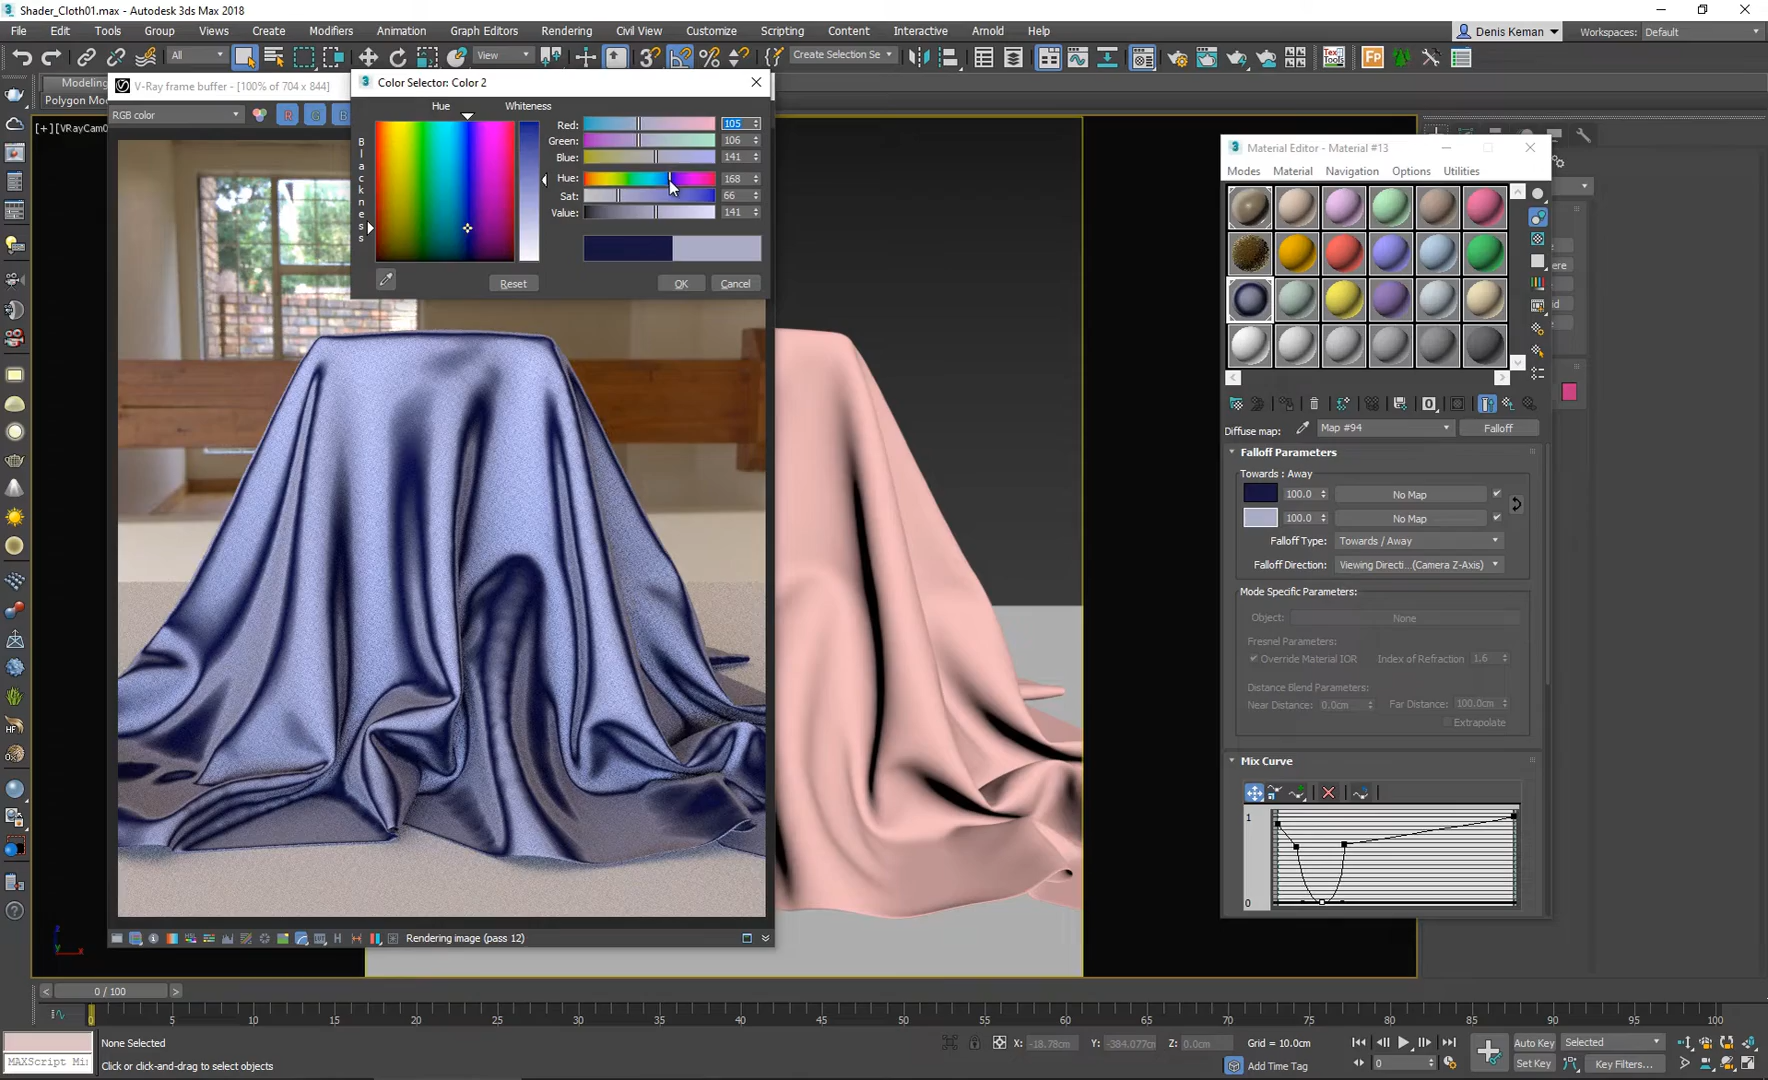 Shader_Cloth01.max - Autodesk 3ds Max 2018
File Edit Tools Group Views Create Modifiers Animation Graph Editors Rendering Civil View Customize Scripting Content Interactive Arnold Help
Denis Keman Workspaces: Default
All View Create Selection Se
Modeling
Polygon Mo
V-Ray frame buffer - [100% of 704 x 844]
RGB color
[+] [VRayCam0
Color Selector: Color 2
Hue Whiteness
Blackness
Red: 105
Green: 106
Blue: 141
Hue: 168
Sat: 66
Value: 141
Reset OK Cancel
Rendering image (pass 12)
Material Editor - Material #13
Modes Material Navigation Options Utilities
Diffuse map: Map #94 Falloff
Falloff Parameters
Towards : Away
100.0 No Map
100.0 No Map
Falloff Type: Towards / Away
Falloff Direction: Viewing Directi...(Camera Z-Axis)
Mode Specific Parameters:
Object: None
Fresnel Parameters:
Override Material IOR Index of Refraction 1.6
Distance Blend Parameters:
Near Distance: 0.0cm Far Distance: 100.0cm
Extrapolate
Mix Curve
1
0
0 / 100
0 5 10 15 20 25 30 35 40 45 50 55 60 65 70 75 80 85 90 95 100
None Selected
X: -18.78cm Y: -384.077cm Z: 0.0cm Grid = 10.0cm
Auto Key Selected
MAXScript Mi
Click or click-and-drag to select objects
Add Time Tag
0
Set Key Key Filters...